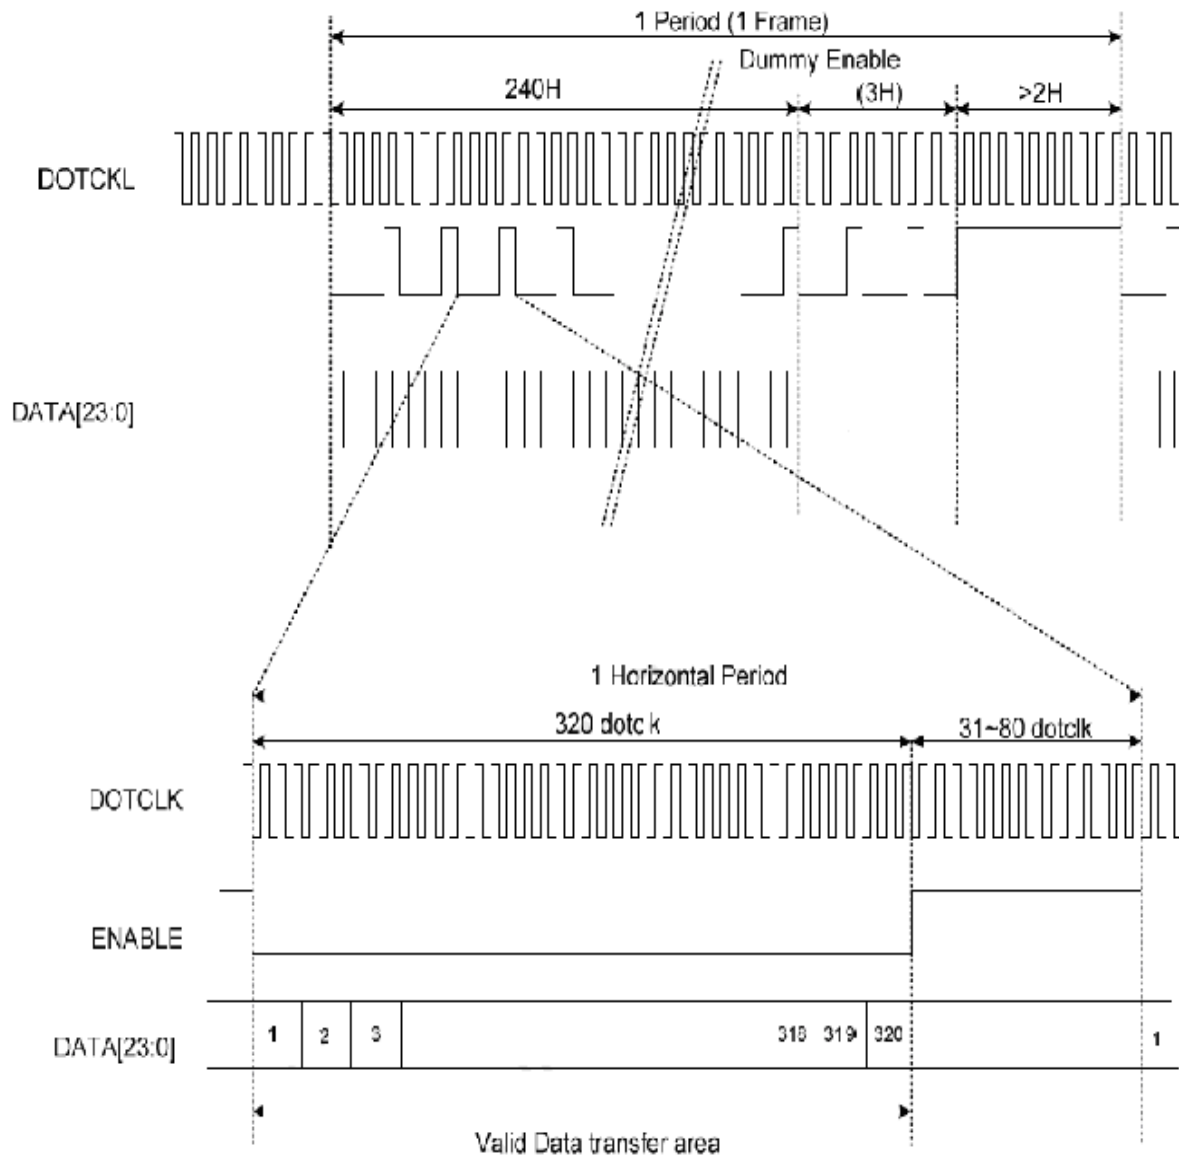 1 Period (1 Frame)
Dummy Enable
240H
(3H)
>2H
DOTCKL
DATA[23:0]
1 Horizontal Period
320 dotc k
31~80 dotclk
DOTCLK
ENABLE
DATA[23:0]
1 2 3 318 319 320 1
Valid Data transfer area